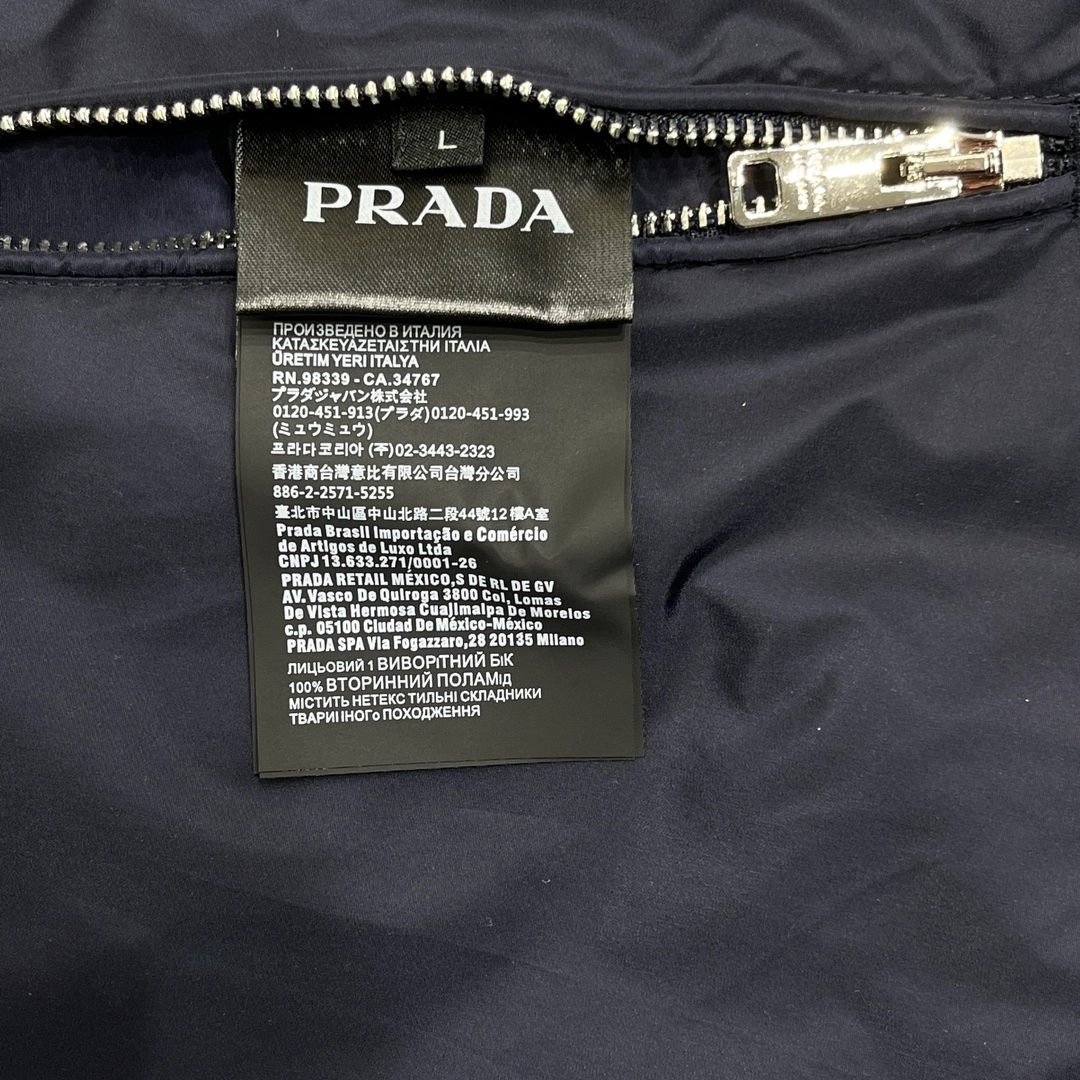 L
PRADA
ПРОИЗВЕДЕНО В ИТАЛИЯ
ΚΑΤΑΣΚΕYΑZΕΤΑIΣΤΗИ ΙΤΑΛΙΑ
ÜRETIM YERI ITALYA
RN.98339 - CA.34767
プラダジャパン株式会社
0120-451-913(プラダ)0120-451-993
(ミュウミュウ)
프라다코리아 (주)02-3443-2323
香港商台灣意比有限公司台灣分公司
886-2-2571-5255
臺北市中山區中山北路二段44號12樓A室
Prada Brasil Importação e Comércio
de Artigos de Luxo Ltda
CNPJ 13.633.271/0001-26
PRADA RETAIL MÉXICO,S DE RL DE GV
AV.Vasco De Quiroga 3800 Col, Lomas
De Vista Hermosa Cuajimalpa De Morelos
c.p. 05100 Ciudad De México-México
PRADA SPA Via Fogazzaro,28 20135 Milano
ЛИЦЬОВИЙ 1 ВИВОРІТНИЙ БіК
100% ВТОРИННИЙ ПОЛАМід
МІСТИТЬ НЕТЕКС ТИЛЬНІ СКЛАДНИКИ
ТВАРИІІНОГо ПОХОДЖЕННЯ